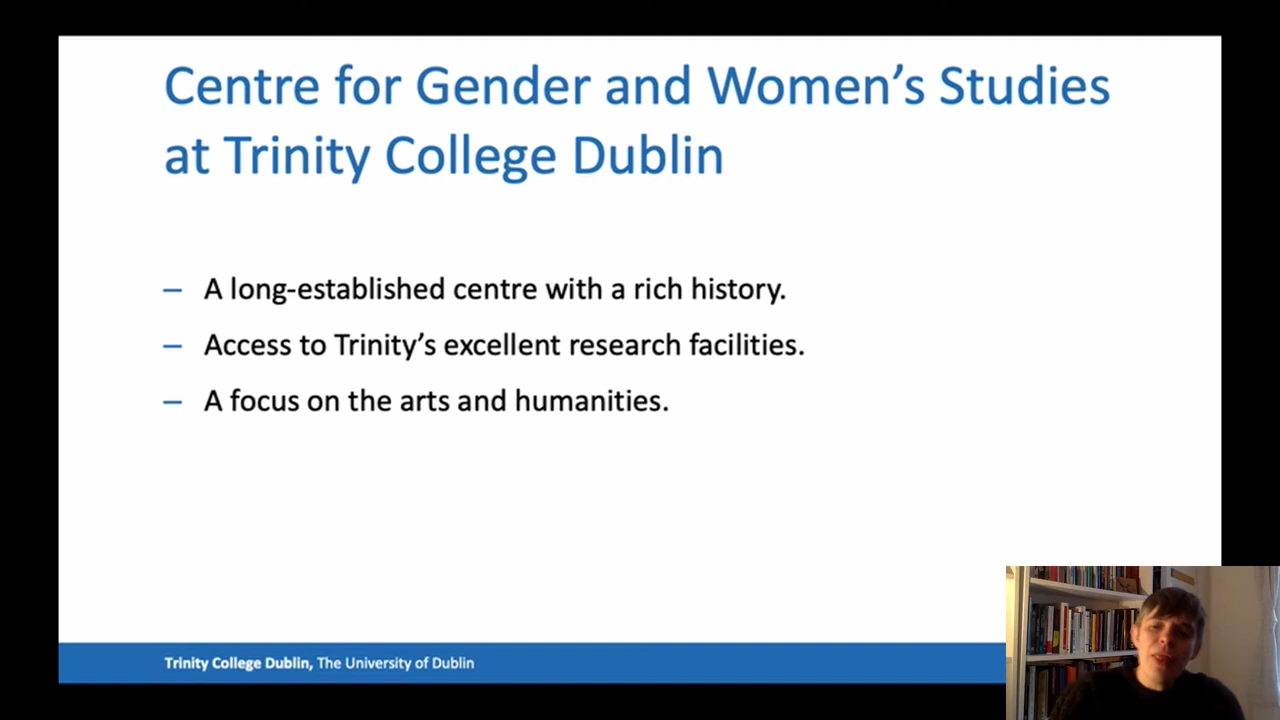 Centre for Gender and Women's Studies
at Trinity College Dublin
– A long-established centre with a rich history.
– Access to Trinity's excellent research facilities.
– A focus on the arts and humanities.
Trinity College Dublin, The University of Dublin